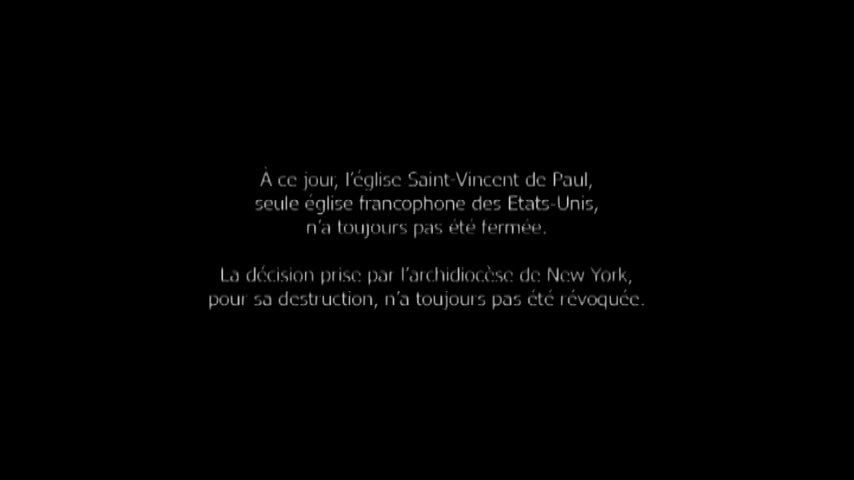 À ce jour, l'église Saint-Vincent de Paul,
seule église francophone des Etats-Unis,
n'a toujours pas été fermée.
La décision prise par l'archidiocèse de New York,
pour sa destruction, n'a toujours pas été révoquée.